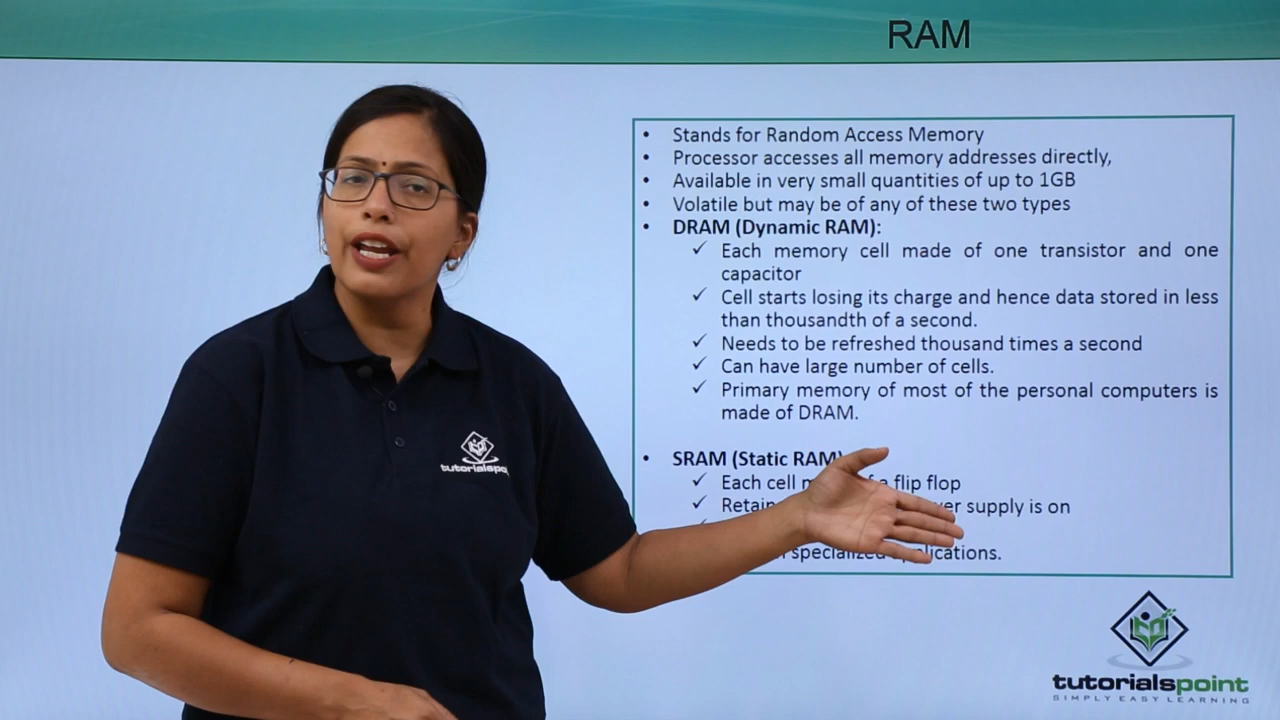 RAM
• Stands for Random Access Memory
• Processor accesses all memory addresses directly,
• Available in very small quantities of up to 1GB
• Volatile but may be of any of these two types
• DRAM (Dynamic RAM):
✓ Each memory cell made of one transistor and one
capacitor
✓ Cell starts losing its charge and hence data stored in less
than thousandth of a second.
✓ Needs to be refreshed thousand times a second
✓ Can have large number of cells.
✓ Primary memory of most of the personal computers is
made of DRAM.
• SRAM (Static RAM)
✓ Each cell flip flop
✓ supply is on
specialized
tutorialspoint
SIMPLY EASY LEARNING